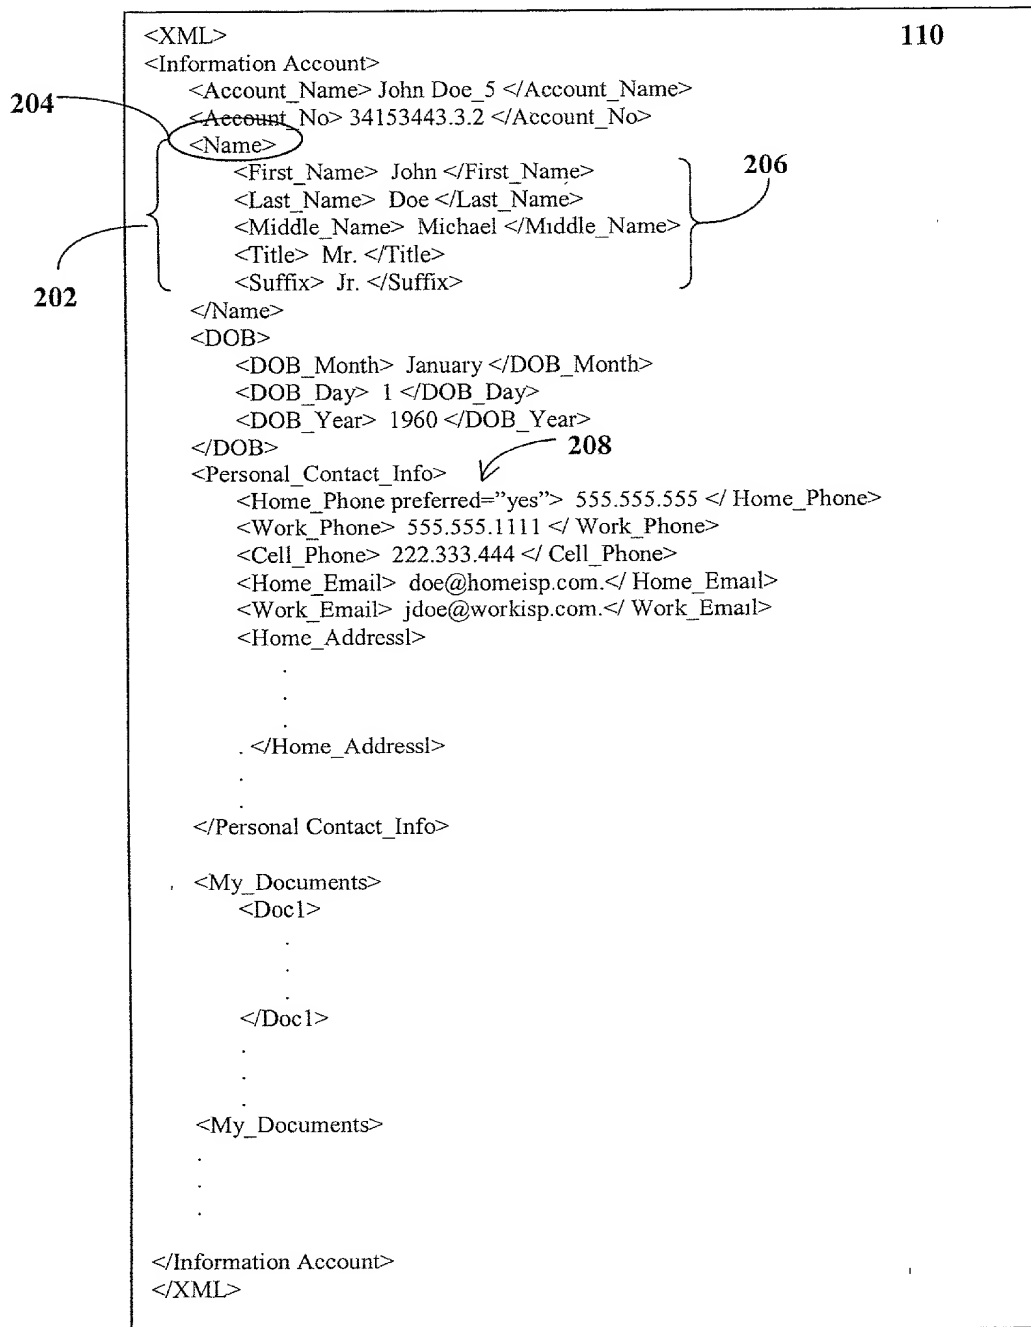 <XML> 110
<Information Account>
<Account_Name> John Doe_5 </Account_Name>
204
<Account_No> 34153443.3.2 </Account_No>
<Name>
<First_Name> John </First_Name> 206
<Last_Name> Doe </Last_Name>
<Middle_Name> Michael </Middle_Name>
<Title> Mr. </Title>
<Suffix> Jr. </Suffix>
202
</Name>
<DOB>
<DOB_Month> January </DOB_Month>
<DOB_Day> 1 </DOB_Day>
<DOB_Year> 1960 </DOB_Year>
</DOB> 208
<Personal_Contact_Info>
<Home_Phone preferred=”yes”> 555.555.555 </ Home_Phone>
<Work_Phone> 555.555.1111 </ Work_Phone>
<Cell_Phone> 222.333.444 </ Cell_Phone>
<Home_Email> doe@homeisp.com.</ Home_Email>
<Work_Email> jdoe@workisp.com.</ Work_Email>
<Home_Address1>
.
.
.
. </Home_Address1>
.
.
</Personal Contact_Info>
<My_Documents>
<Doc1>
.
.
.
</Doc1>
.
.
.
<My_Documents>
.
.
.
</Information Account>
</XML>